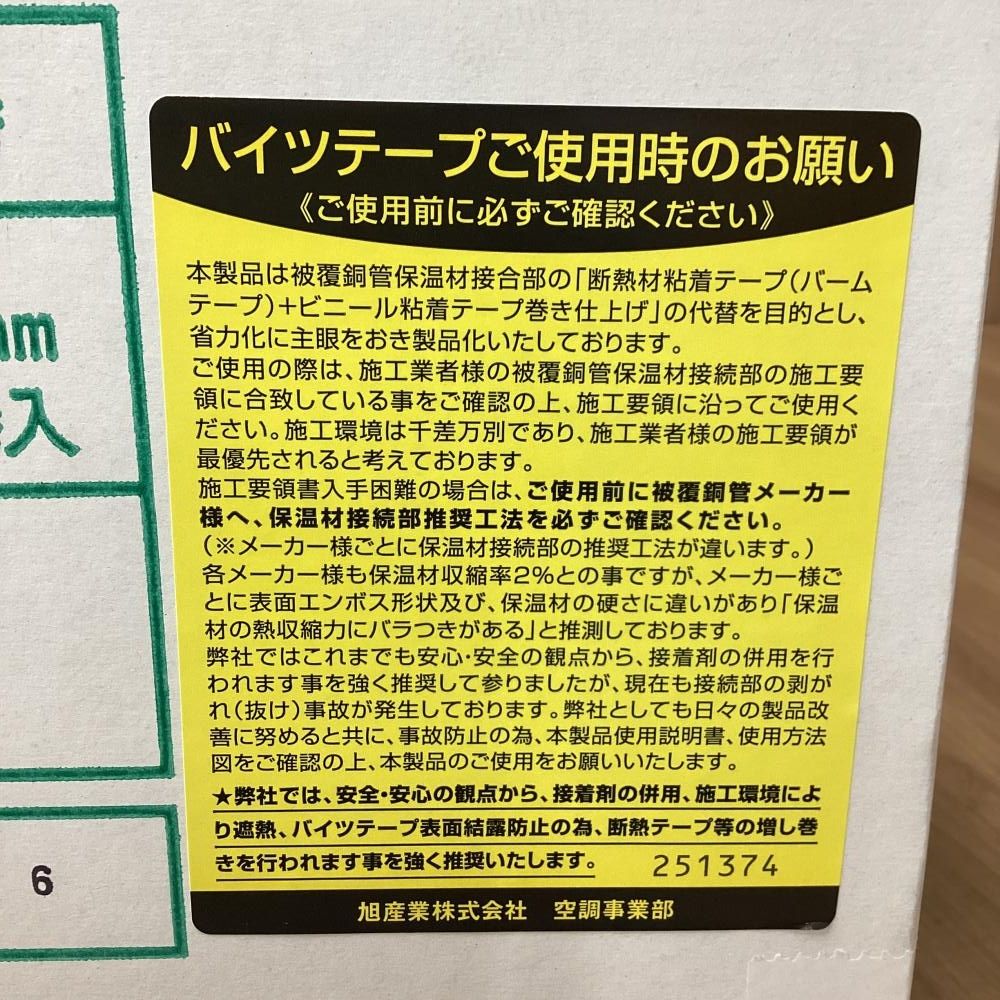 バイツテープご使用時のお願い
《ご使用前に必ずご確認ください》
本製品は被覆銅管保温材接合部の「断熱材粘着テープ(バーム
テープ)+ビニール粘着テープ巻き仕上げ」の代替を目的とし、
省力化に主眼をおき製品化いたしております。
ご使用の際は、施工業者様の被覆銅管保温材接続部の施工要
領に合致している事をご確認の上、施工要領に沿ってご使用く
ださい。施工環境は千差万別であり、施工業者様の施工要領が
最優先されると考えております。
施工要領書入手困難の場合は、ご使用前に被覆銅管メーカー
様へ、保温材接続部推奨工法を必ずご確認ください。
(※メーカー様ごとに保温材接続部の推奨工法が違います。)
各メーカー様も保温材収縮率2%との事ですが、メーカー様ご
とに表面エンボス形状及び、保温材の硬さに違いがあり「保温
材の熱収縮力にバラつきがある」と推測しております。
弊社ではこれまでも安心・安全の観点から、接着剤の併用を行
われます事を強く推奨して参りましたが、現在も接続部の剥が
れ(抜け)事故が発生しております。弊社としても日々の製品改
善に努めると共に、事故防止の為、本製品使用説明書、使用方法
図をご確認の上、本製品のご使用をお願いいたします。
★弊社では、安全・安心の観点から、接着剤の併用、施工環境によ
り遮熱、バイツテープ表面結露防止の為、断熱テープ等の増し巻
きを行われます事を強く推奨いたします。 251374
旭産業株式会社 空調事業部
mm
入
6